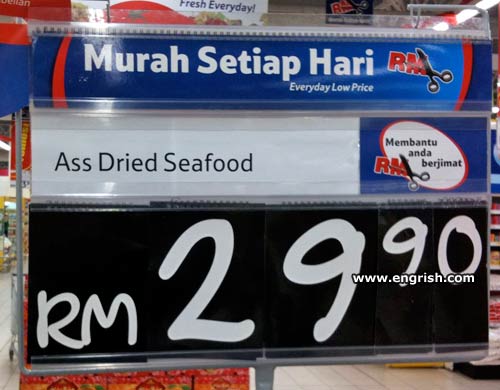 Fresh Everyday!
Murah Setiap Hari RM
Everyday Low Price
Ass Dried Seafood
Membantu
anda
RM berjimat
RM 29 90
www.engrish.com